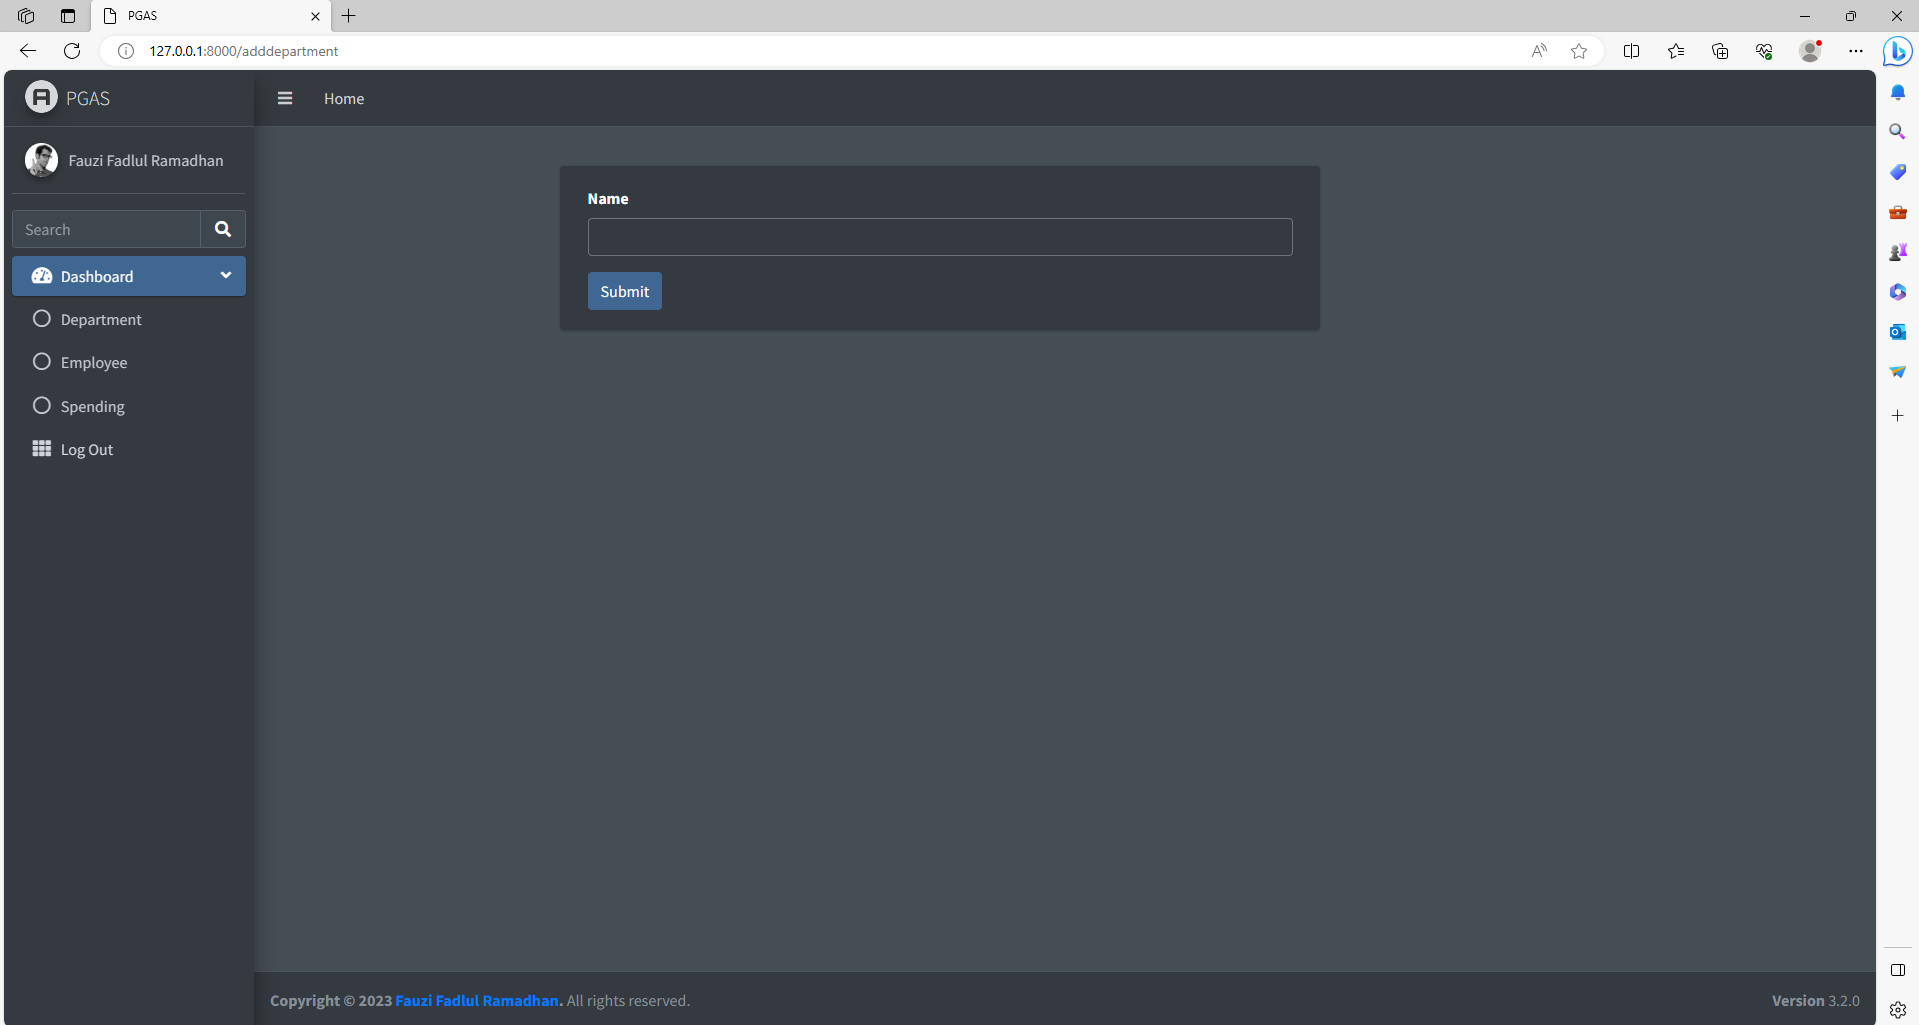 PGAS
127.0.0.1:8000/adddepartment
PGAS
Home
Fauzi Fadlul Ramadhan
Search
Dashboard
Department
Employee
Spending
Log Out
Name
Submit
Copyright © 2023 Fauzi Fadlul Ramadhan. All rights reserved.
Version 3.2.0